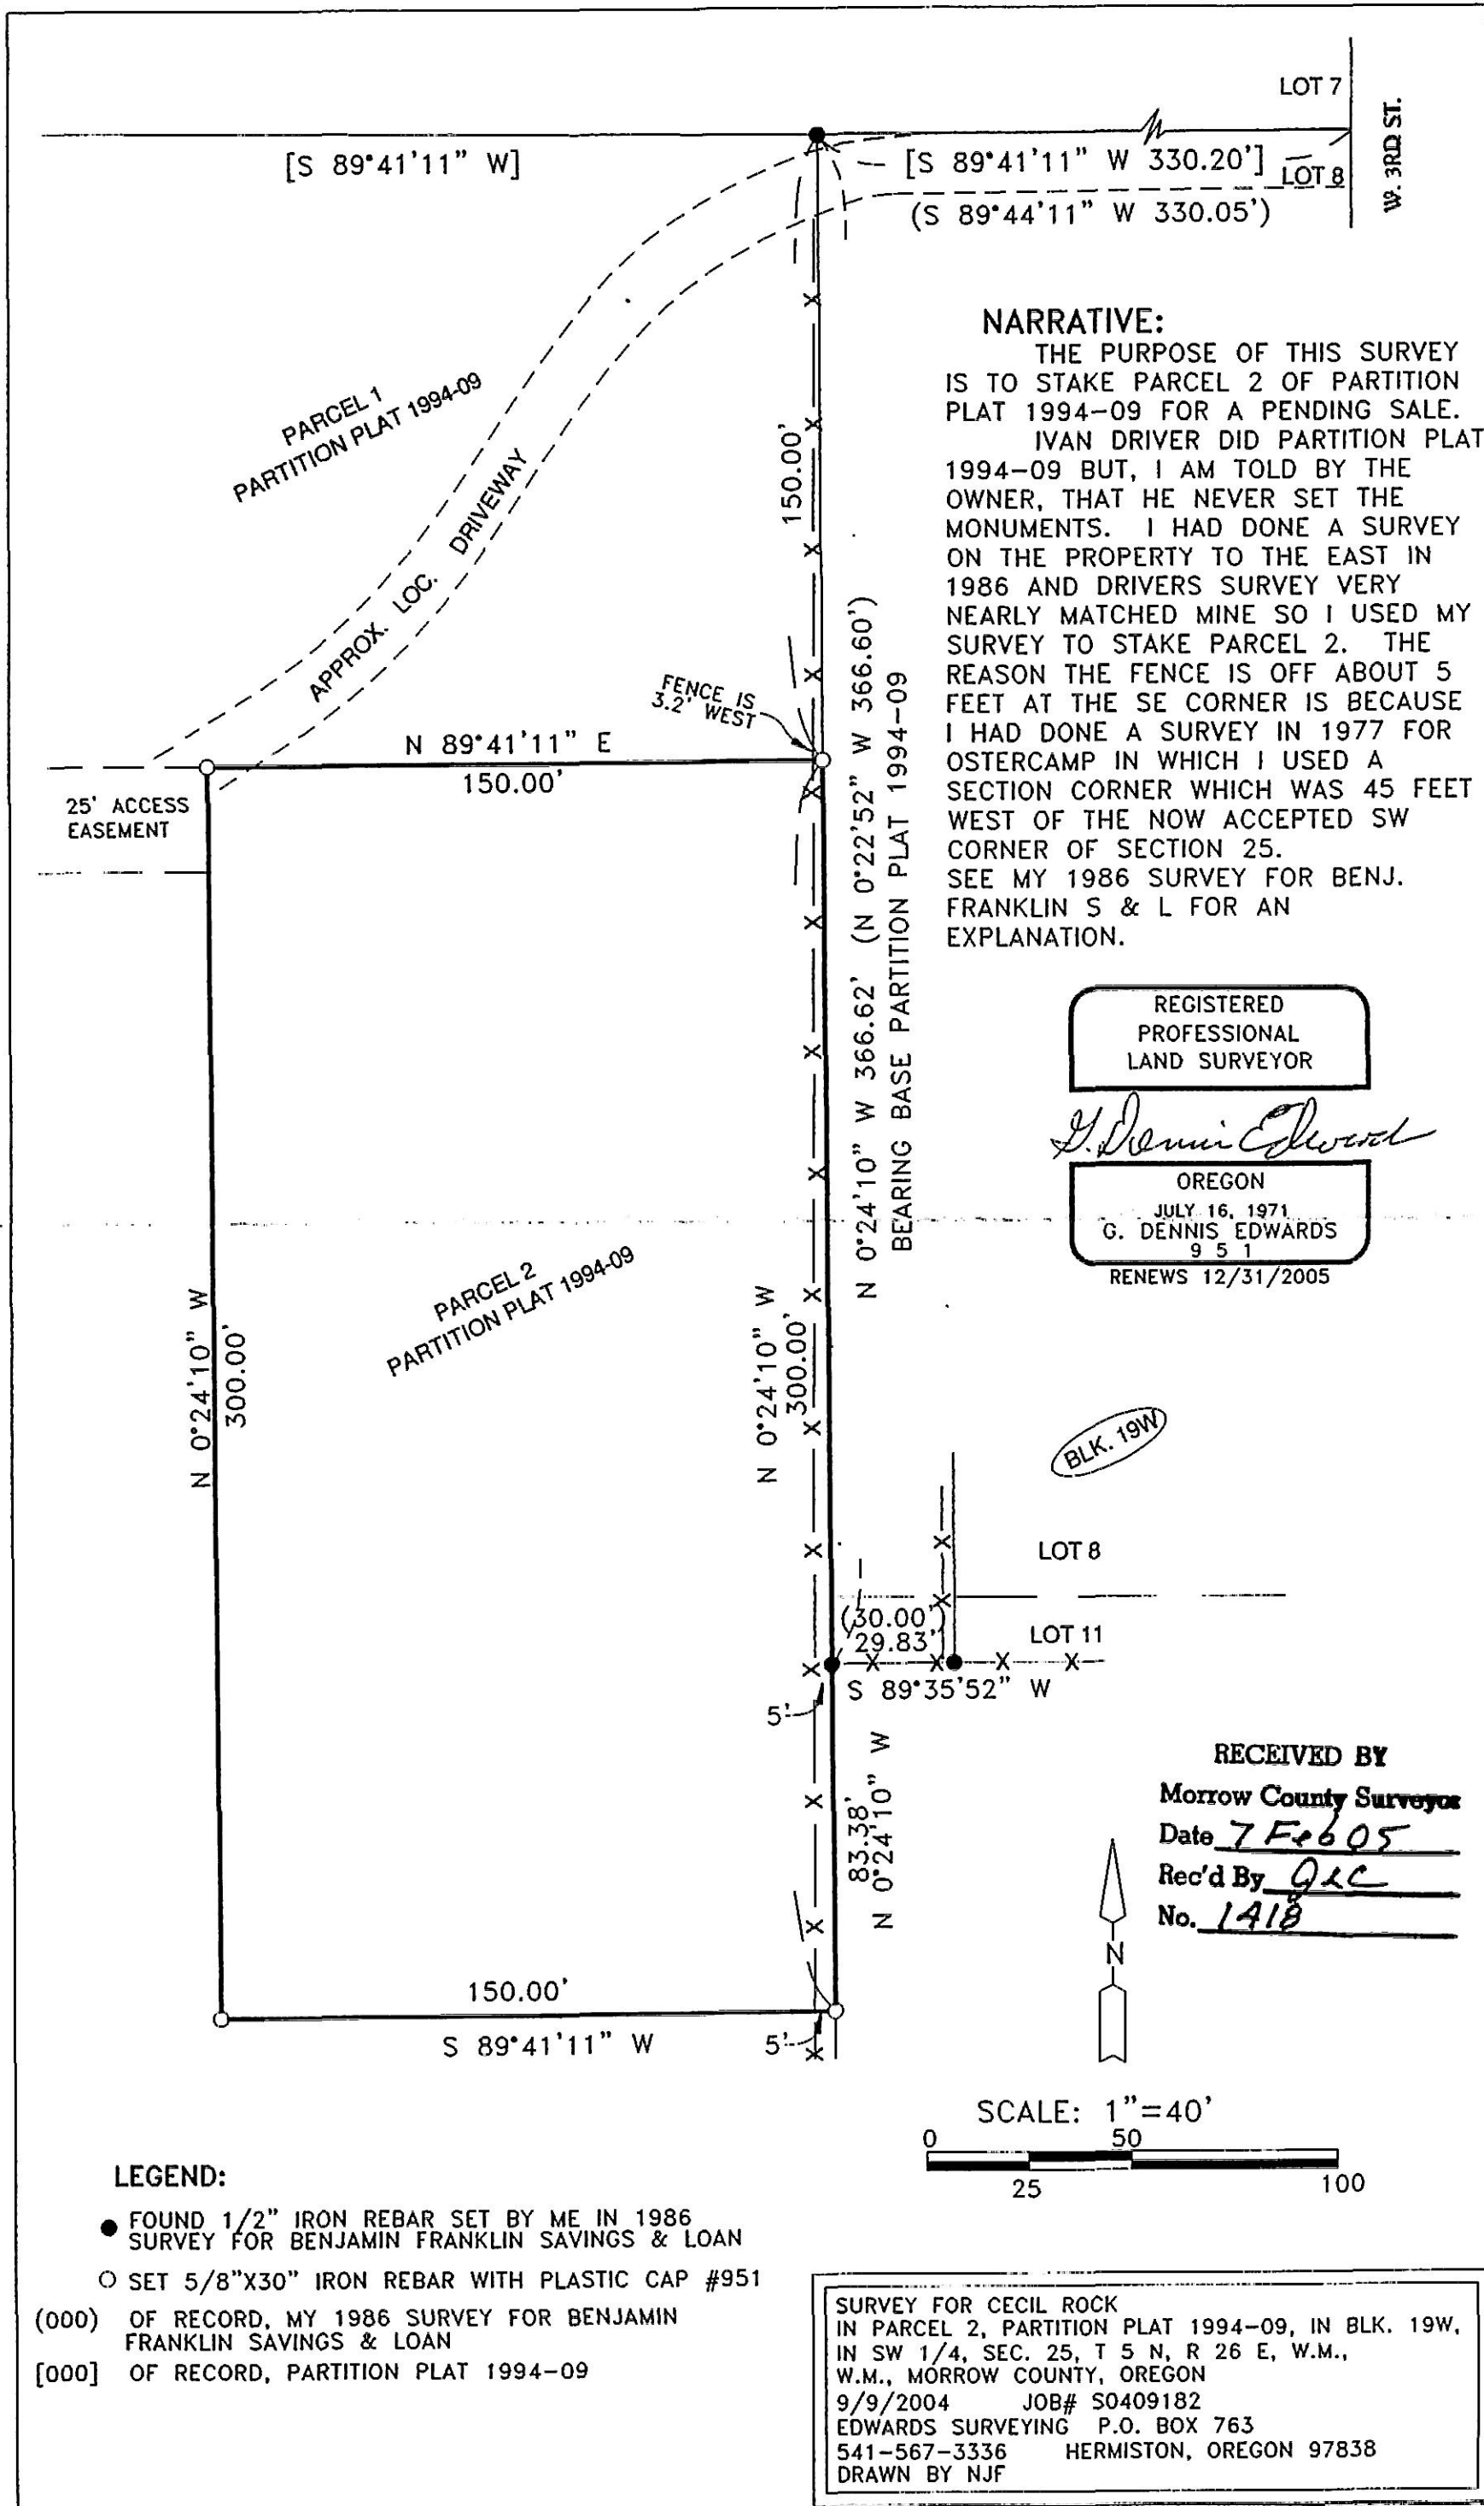 LOT 7
W. 3RD ST.
[S 89°41'11" W]
[S 89°41'11" W 330.20']
LOT 8
(S 89°44'11" W 330.05')
PARCEL 1
PARTITION PLAT 1994-09
APPROX. LOC. DRIVEWAY
150.00'
NARRATIVE:
THE PURPOSE OF THIS SURVEY
IS TO STAKE PARCEL 2 OF PARTITION
PLAT 1994-09 FOR A PENDING SALE.
IVAN DRIVER DID PARTITION PLAT
1994-09 BUT, I AM TOLD BY THE
OWNER, THAT HE NEVER SET THE
MONUMENTS. I HAD DONE A SURVEY
ON THE PROPERTY TO THE EAST IN
1986 AND DRIVERS SURVEY VERY
NEARLY MATCHED MINE SO I USED MY
SURVEY TO STAKE PARCEL 2. THE
REASON THE FENCE IS OFF ABOUT 5
FEET AT THE SE CORNER IS BECAUSE
I HAD DONE A SURVEY IN 1977 FOR
OSTERCAMP IN WHICH I USED A
SECTION CORNER WHICH WAS 45 FEET
WEST OF THE NOW ACCEPTED SW
CORNER OF SECTION 25.
SEE MY 1986 SURVEY FOR BENJ.
FRANKLIN S & L FOR AN
EXPLANATION.
FENCE IS
3.2' WEST
N 89°41'11" E
150.00'
25' ACCESS
EASEMENT
N 0°24'10" W 366.62' (N 0°22'52" W 366.60')
BEARING BASE PARTITION PLAT 1994-09
REGISTERED
PROFESSIONAL
LAND SURVEYOR
G. Dennis Edwards
OREGON
JULY 16, 1971
G. DENNIS EDWARDS
9 5 1
RENEWS 12/31/2005
PARCEL 2
PARTITION PLAT 1994-09
N 0°24'10" W
300.00'
N 0°24'10" W
300.00'
BLK. 19W
LOT 8
(30.00')
29.83'
LOT 11
S 89°35'52" W
5'
83.38'
N 0°24'10" W
RECEIVED BY
Morrow County Surveyor
Date 7 Feb 05
Rec'd By
No. 1418
N
150.00'
S 89°41'11" W
5'
SCALE: 1"=40'
0 50
25 100
LEGEND:
FOUND 1/2" IRON REBAR SET BY ME IN 1986
SURVEY FOR BENJAMIN FRANKLIN SAVINGS & LOAN
SET 5/8"X30" IRON REBAR WITH PLASTIC CAP #951
(000) OF RECORD, MY 1986 SURVEY FOR BENJAMIN
FRANKLIN SAVINGS & LOAN
[000] OF RECORD, PARTITION PLAT 1994-09
SURVEY FOR CECIL ROCK
IN PARCEL 2, PARTITION PLAT 1994-09, IN BLK. 19W,
IN SW 1/4, SEC. 25, T 5 N, R 26 E, W.M.,
W.M., MORROW COUNTY, OREGON
9/9/2004 JOB# S0409182
EDWARDS SURVEYING P.O. BOX 763
541-567-3336 HERMISTON, OREGON 97838
DRAWN BY NJF